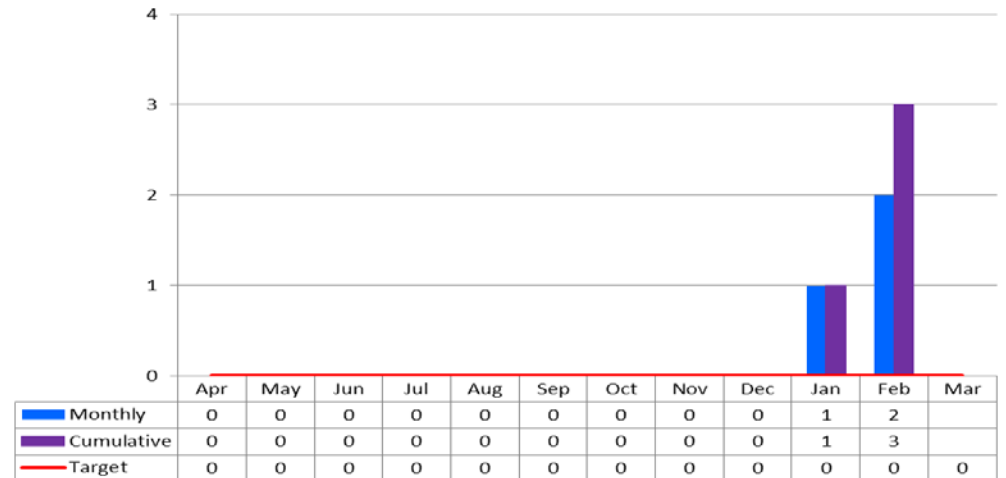 4
3
2
1
0
Apr May Jun Jul Aug Sep Oct Nov Dec Jan Feb Mar
Monthly 0 0 0 0 0 0 0 0 0 1 2
Cumulative 0 0 0 0 0 0 0 0 0 1 3
Target 0 0 0 0 0 0 0 0 0 0 0 0